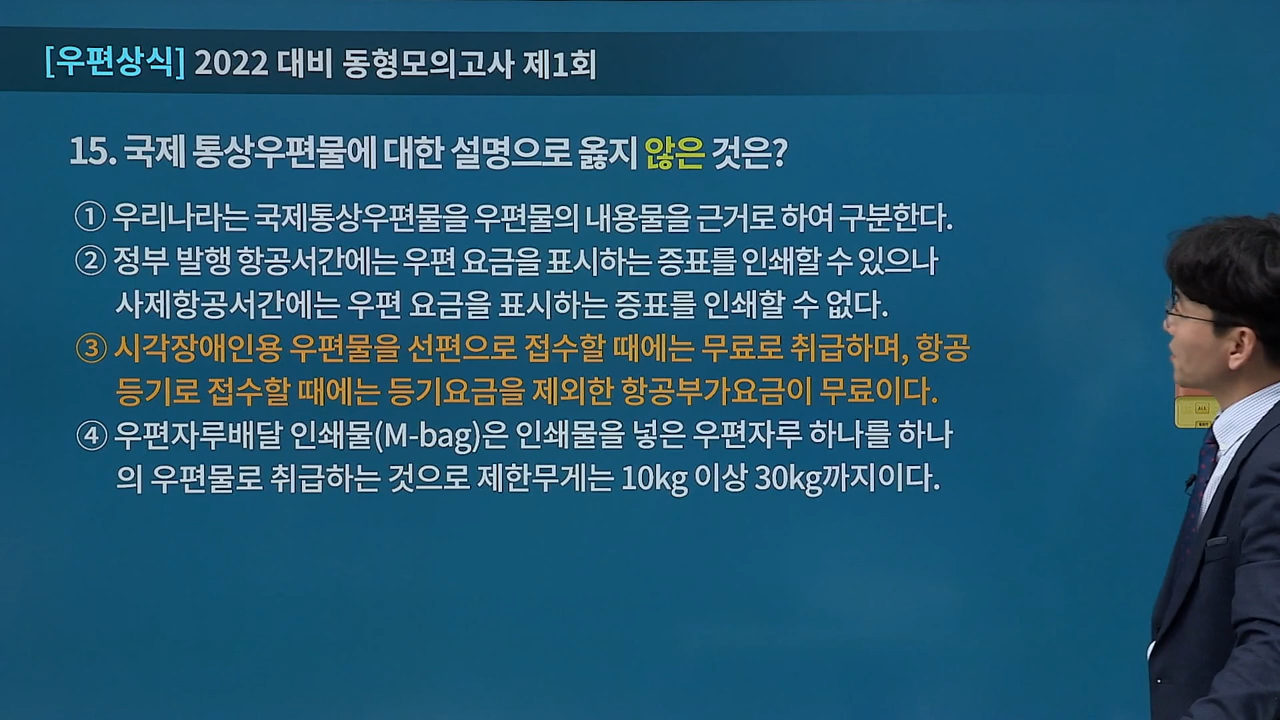 [우편상식] 2022 대비 동형모의고사 제1회
15. 국제 통상우편물에 대한 설명으로 옳지 않은 것은?
① 우리나라는 국제통상우편물을 우편물의 내용물을 근거로 하여 구분한다.
② 정부 발행 항공서간에는 우편 요금을 표시하는 증표를 인쇄할 수 있으나
사제항공서간에는 우편 요금을 표시하는 증표를 인쇄할 수 없다.
③ 시각장애인용 우편물을 선편으로 접수할 때에는 무료로 취급하며, 항공
등기로 접수할 때에는 등기요금을 제외한 항공부가요금이 무료이다.
④ 우편자루배달 인쇄물(M-bag)은 인쇄물을 넣은 우편자루 하나를 하나
의 우편물로 취급하는 것으로 제한무게는 10kg 이상 30kg까지이다.